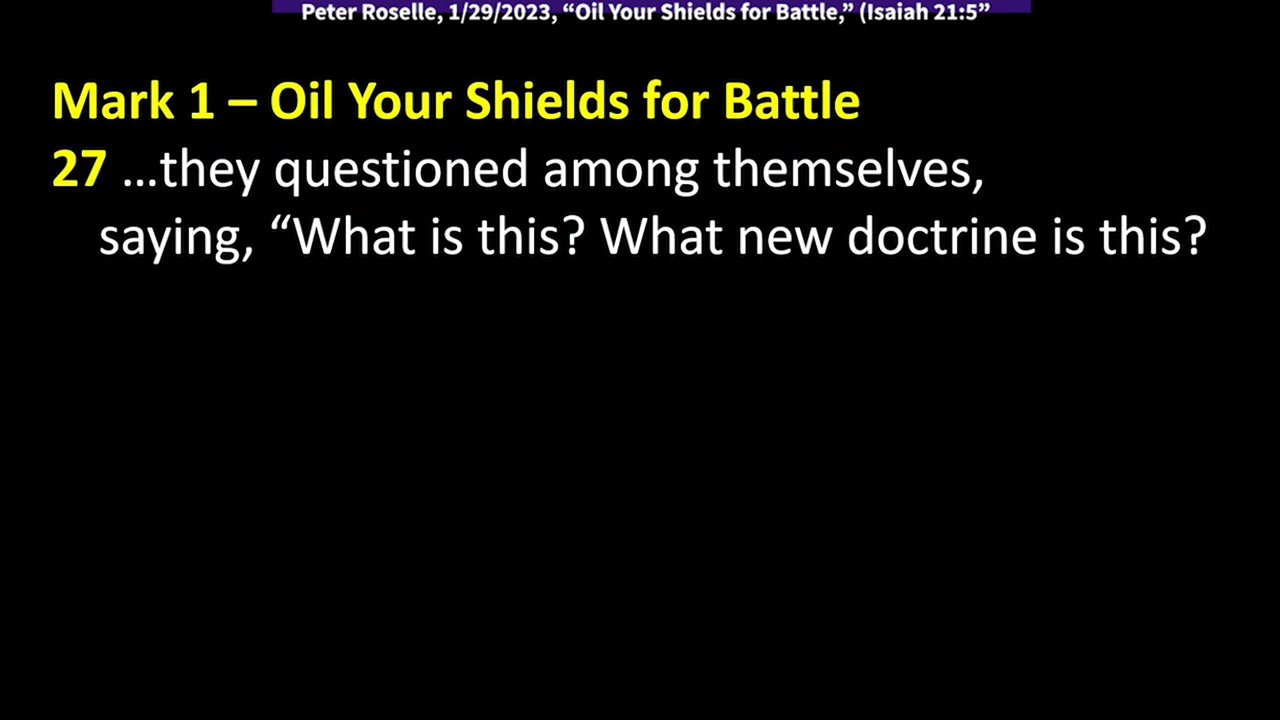 Peter Roselle, 1/29/2023, “Oil Your Shields for Battle,” (Isaiah 21:5”
Mark 1 – Oil Your Shields for Battle
27 ...they questioned among themselves,
saying, “What is this? What new doctrine is this?